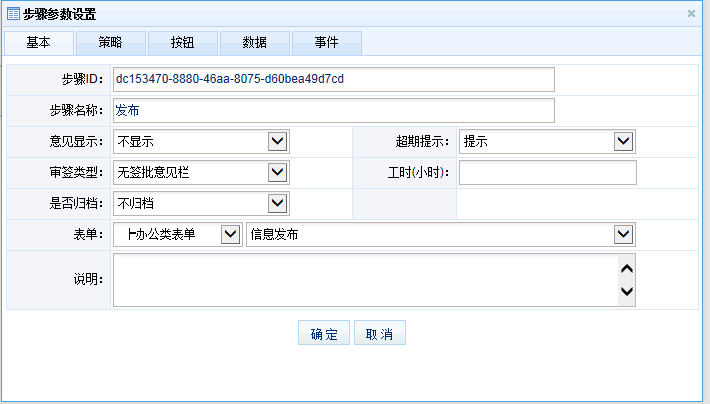 步骤参数设置
基本 策略 按钮 数据 事件
步骤ID： dc153470-8880-46aa-8075-d60bea49d7cd
步骤名称： 发布
意见显示： 不显示 超期提示： 提示
审签类型： 无签批意见栏 工时(小时)：
是否归档： 不归档
表单： ┣办公类表单 信息发布
说明：
确 定 取 消